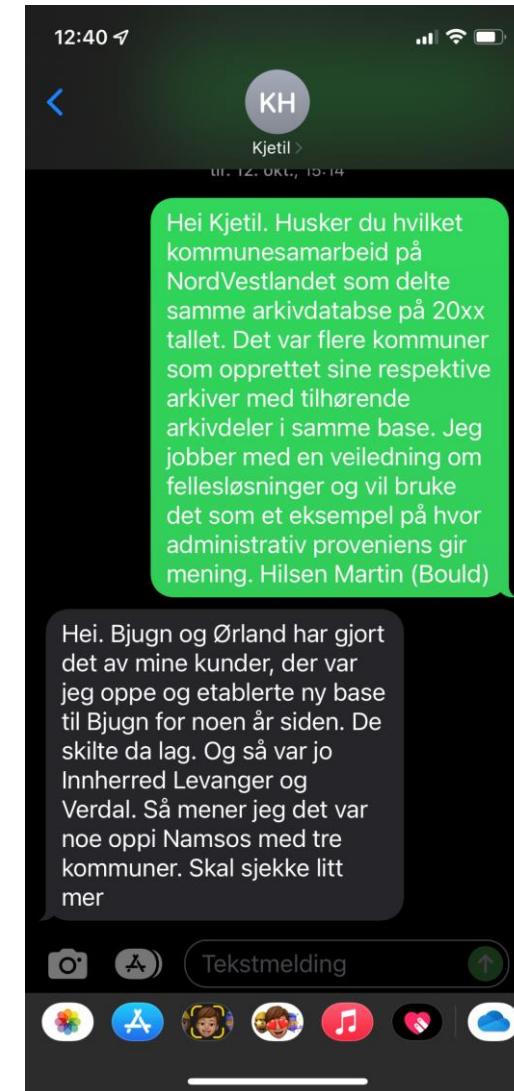 12:40
KH
Kjetil
tir. 12. okt., 15:14
Hei Kjetil. Husker du hvilket
kommunesamarbeid på
NordVestlandet som delte
samme arkivdatabse på 20xx
tallet. Det var flere kommuner
som opprettet sine respektive
arkiver med tilhørende
arkivdeler i samme base. Jeg
jobber med en veiledning om
fellesløsninger og vil bruke
det som et eksempel på hvor
administrativ proveniens gir
mening. Hilsen Martin (Bould)
Hei. Bjugn og Ørland har gjort
det av mine kunder, der var
jeg oppe og etablerte ny base
til Bjugn for noen år siden. De
skilte da lag. Og så var jo
Innherred Levanger og
Verdal. Så mener jeg det var
noe oppi Namsos med tre
kommuner. Skal sjekke litt
mer
Tekstmelding